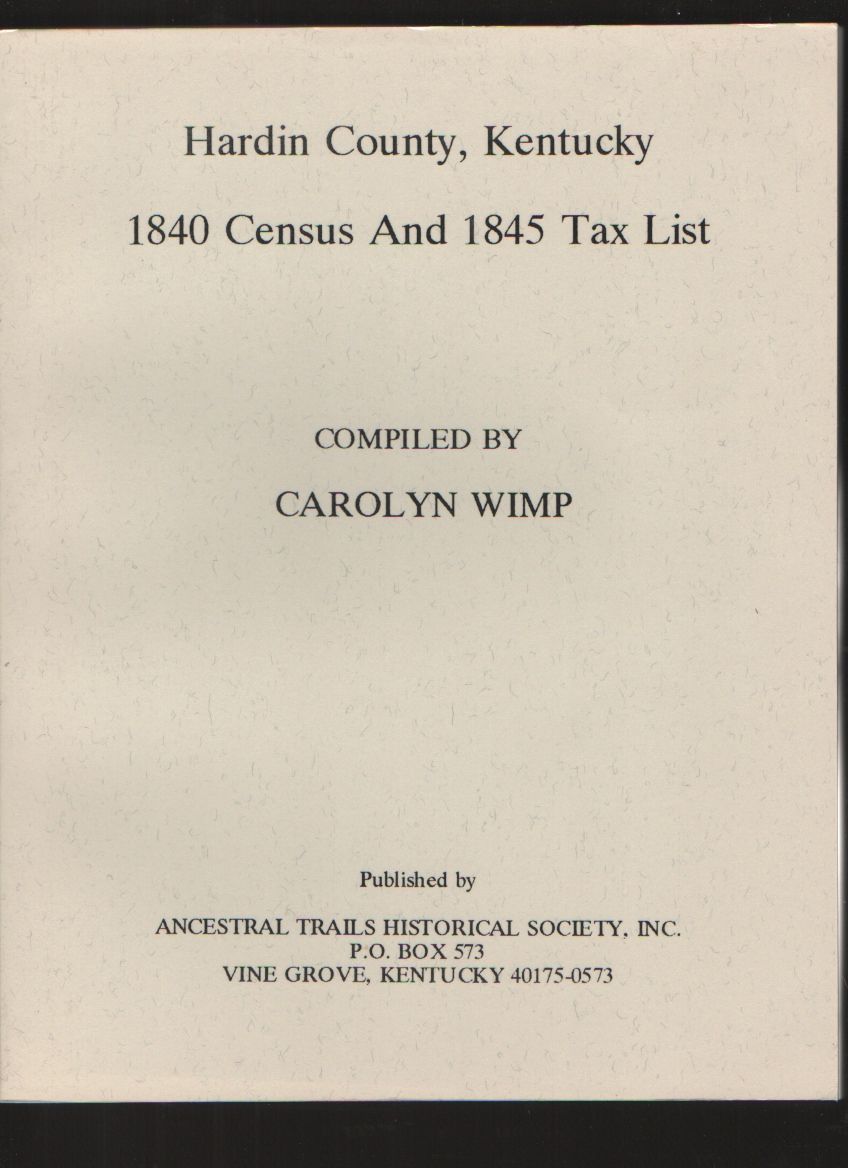 Hardin County, Kentucky
1840 Census And 1845 Tax List
COMPILED BY
CAROLYN WIMP
Published by
ANCESTRAL TRAILS HISTORICAL SOCIETY, INC.
P.O. BOX 573
VINE GROVE, KENTUCKY 40175-0573